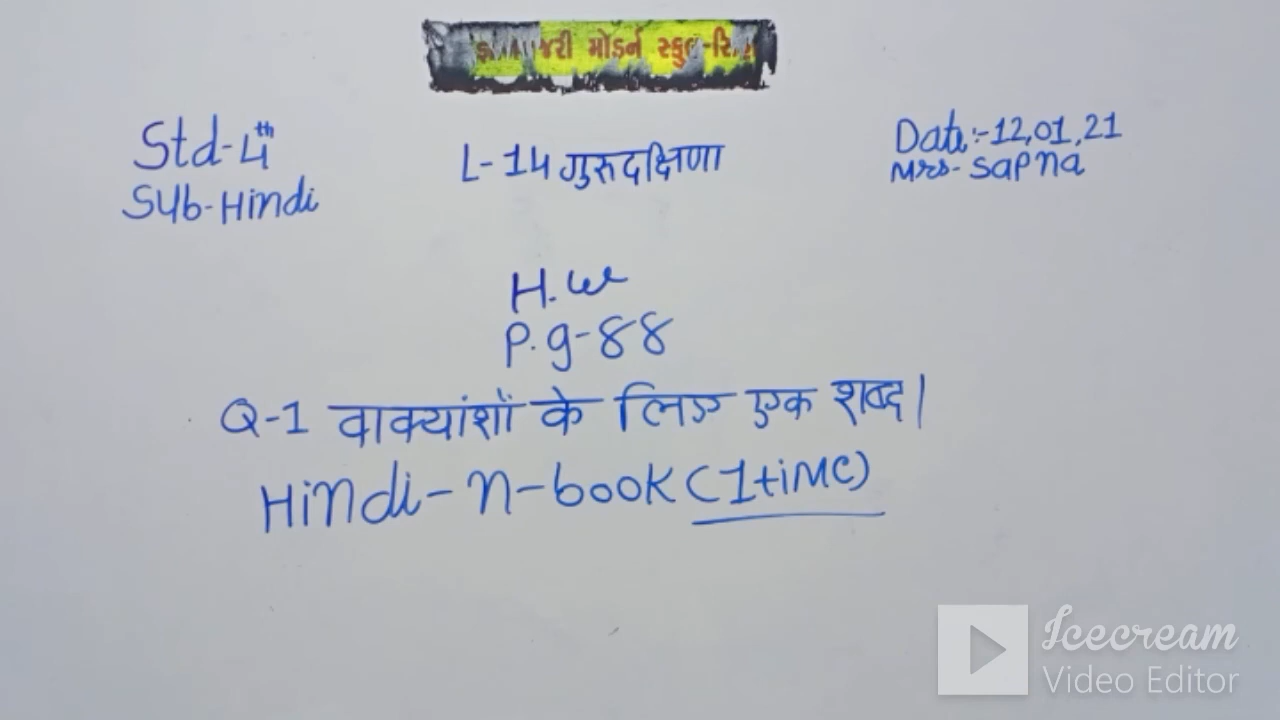 મોડર્ન સ્કુલ
Std-4th
Sub-Hindi
L-14 गुरुदक्षिणा
Date:-12,01,21
Mrs-Sapna
H.w
P.g-88
Q-1 वाक्यांशों के लिए एक शब्द।
Hindi-n-book (1time)
Icecream
Video Editor